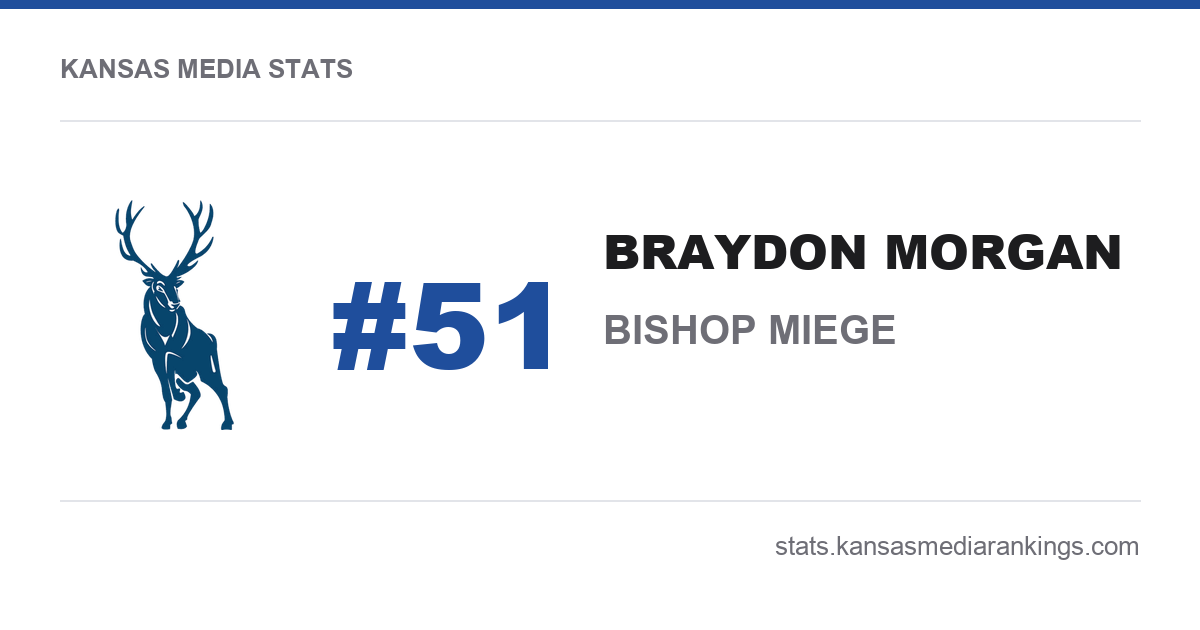 KANSAS MEDIA STATS
#51
BRAYDON MORGAN
BISHOP MIEGE
stats.kansasmediarankings.com